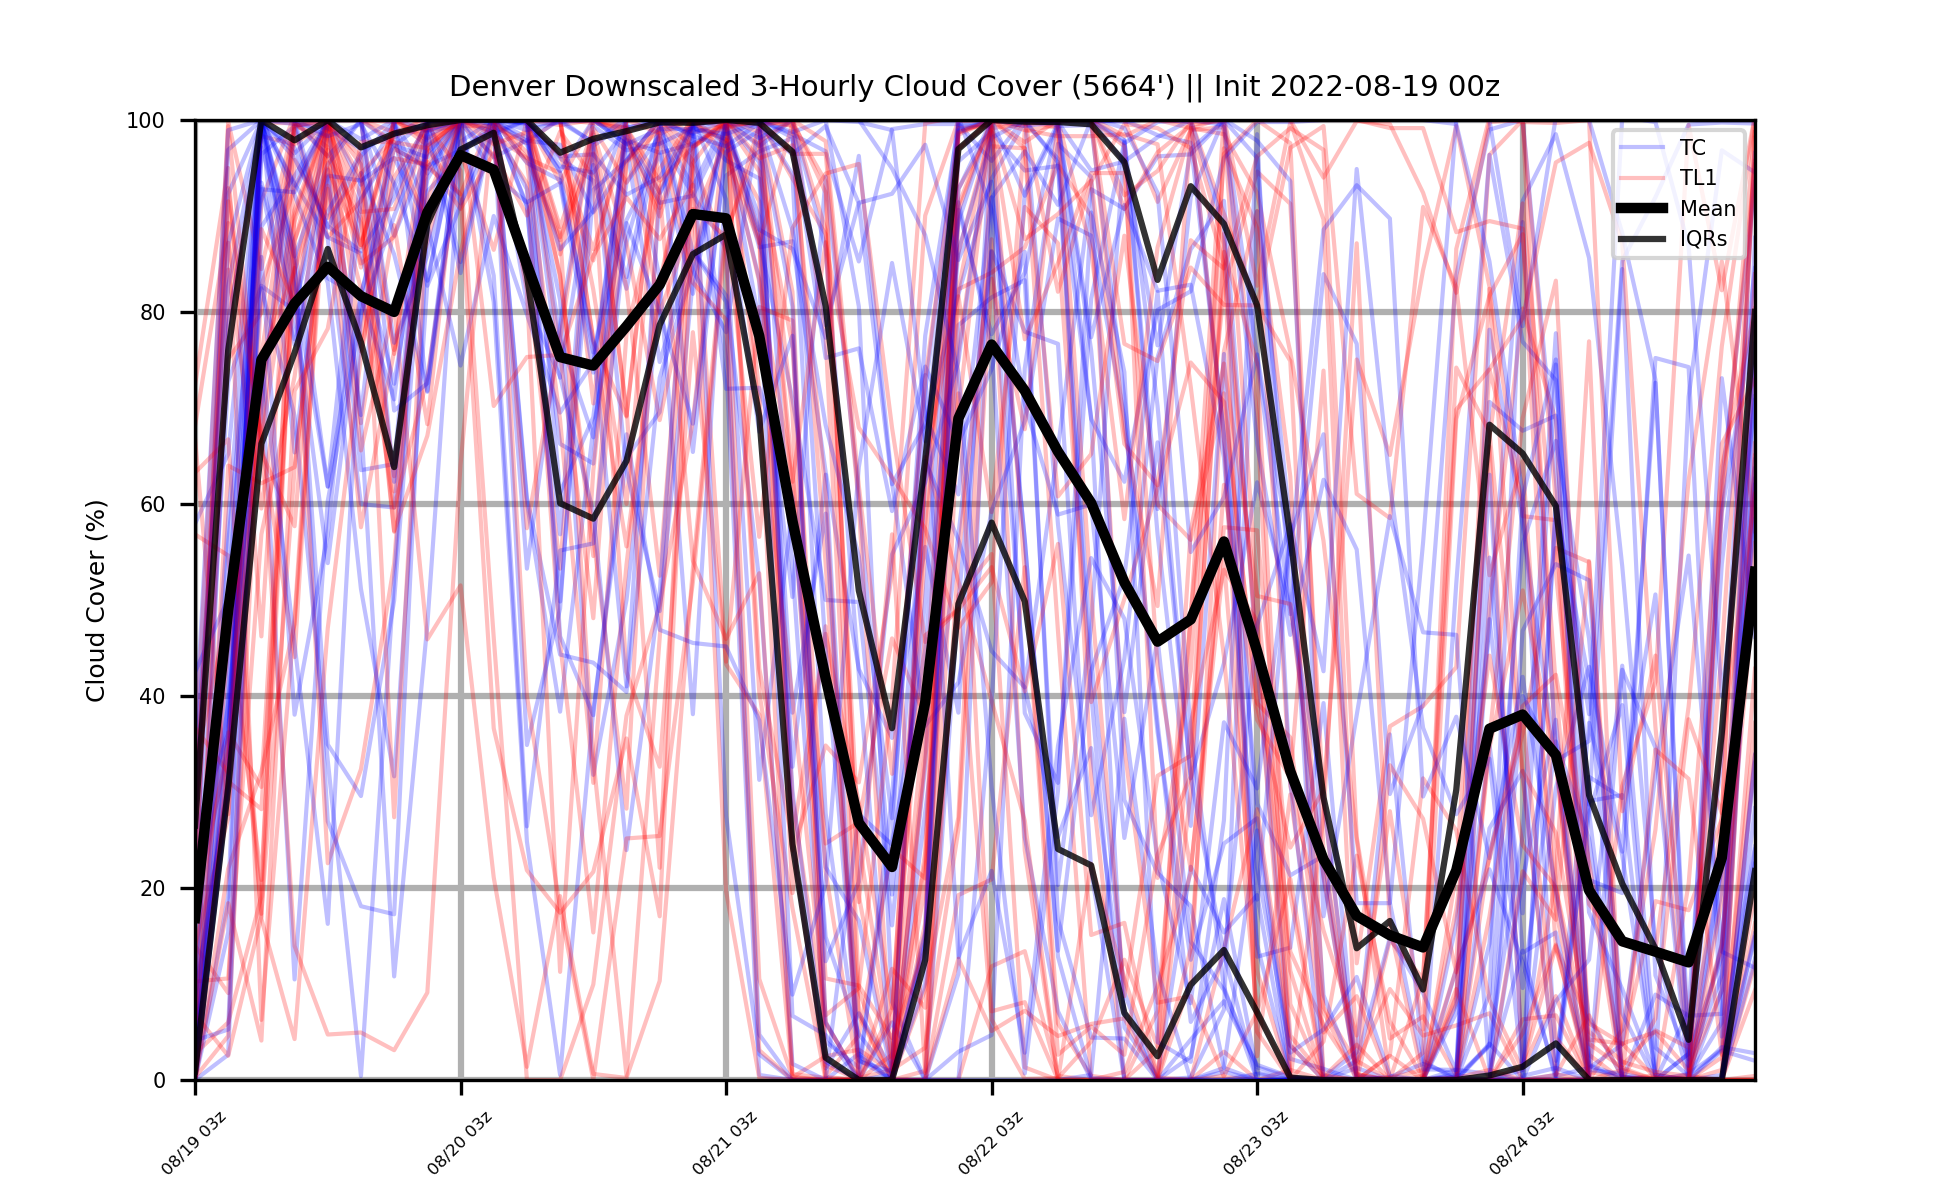 Denver Downscaled 3-Hourly Cloud Cover (5664') || Init 2022-08-19 00z
Cloud Cover (%)
100
80
60
40
20
0
TC
TL1
Mean
IQRs
08/19 03z
08/20 03z
08/21 03z
08/22 03z
08/23 03z
08/24 03z